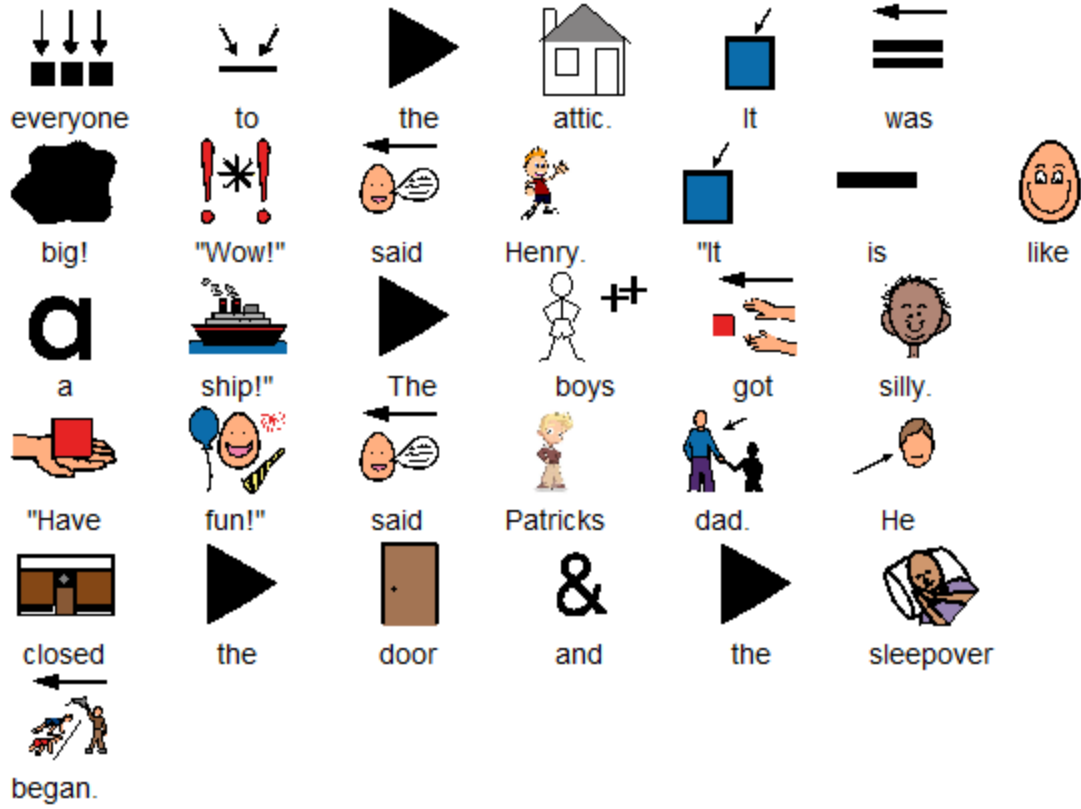 everyone to the attic. It was
big! "Wow!" said Henry. "It is like
a ship!" The boys got silly.
"Have fun!" said Patricks dad. He
closed the door and the sleepover
began.